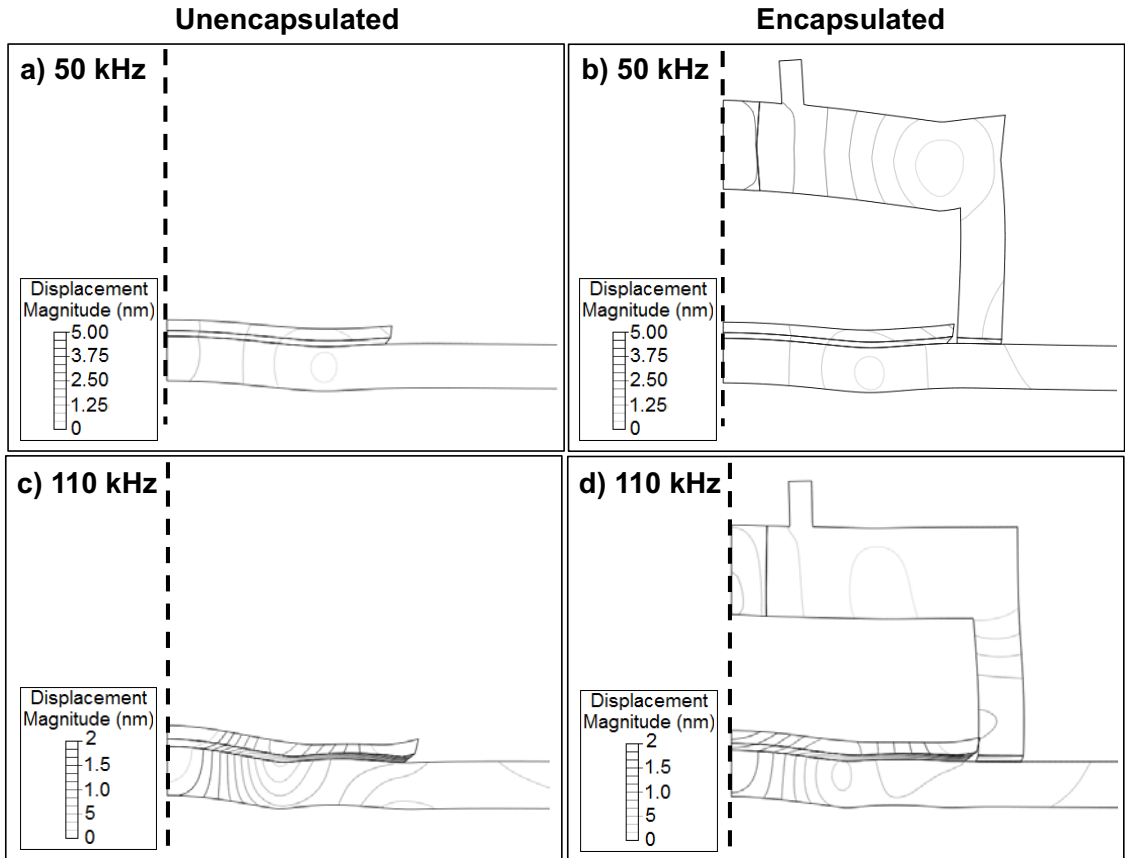 Unencapsulated
Encapsulated
a) 50 kHz
Displacement
Magnitude (nm)
5.00
3.75
2.50
1.25
0
b) 50 kHz
Displacement
Magnitude (nm)
5.00
3.75
2.50
1.25
0
c) 110 kHz
Displacement
Magnitude (nm)
2
1.5
1.0
5
0
d) 110 kHz
Displacement
Magnitude (nm)
2
1.5
1.0
5
0